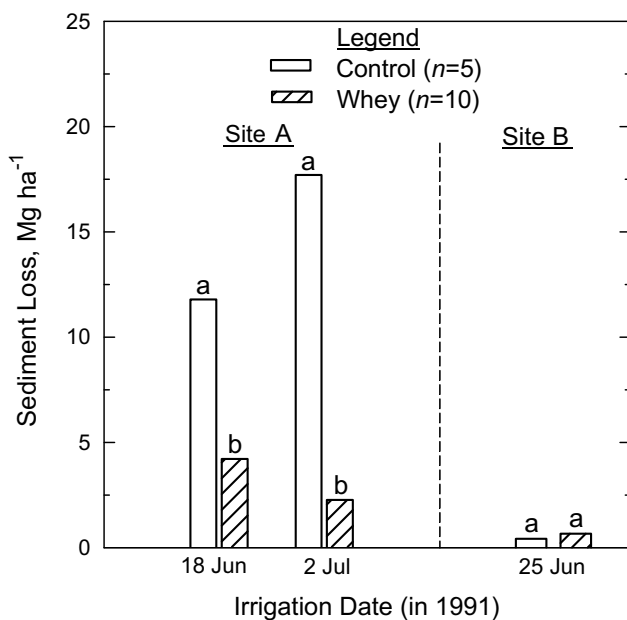 25
20
15
10
5
0
Sediment Loss, Mg ha⁻¹
Legend
Control (n=5)
Whey (n=10)
Site A
Site B
a
b
a
b
a
a
18 Jun
2 Jul
25 Jun
Irrigation Date (in 1991)